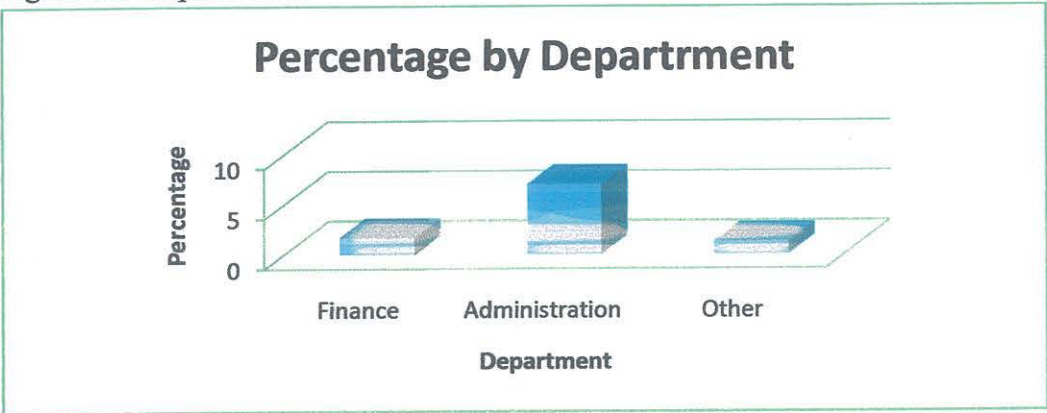 Percentage by Departrment
Percentage
10
5
0
Finance Administration Other
Department